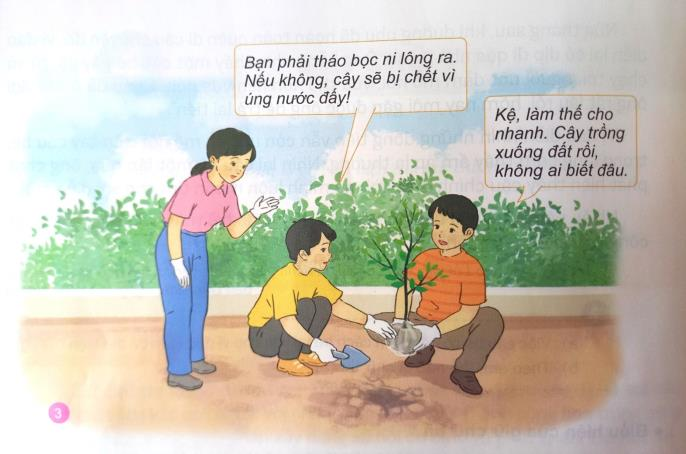 Bạn phải tháo bọc ni lông ra.
Nếu không, cây sẽ bị chết vì
úng nước đấy!
Kệ, làm thế cho
nhanh. Cây trồng
xuống đất rồi,
không ai biết đâu.
3